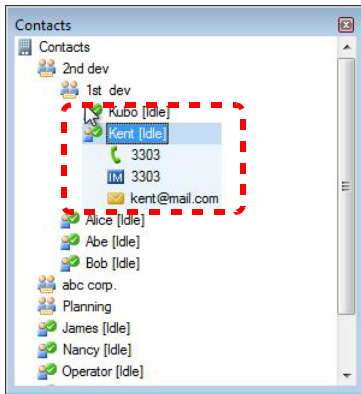 Contacts
Contacts
2nd dev
1st dev
Kubo [Idle]
Kent [Idle]
3303
IM 3303
kent@mail.com
Alice [Idle]
Abe [Idle]
Bob [Idle]
abc corp.
Planning
James [Idle]
Nancy [Idle]
Operator [Idle]